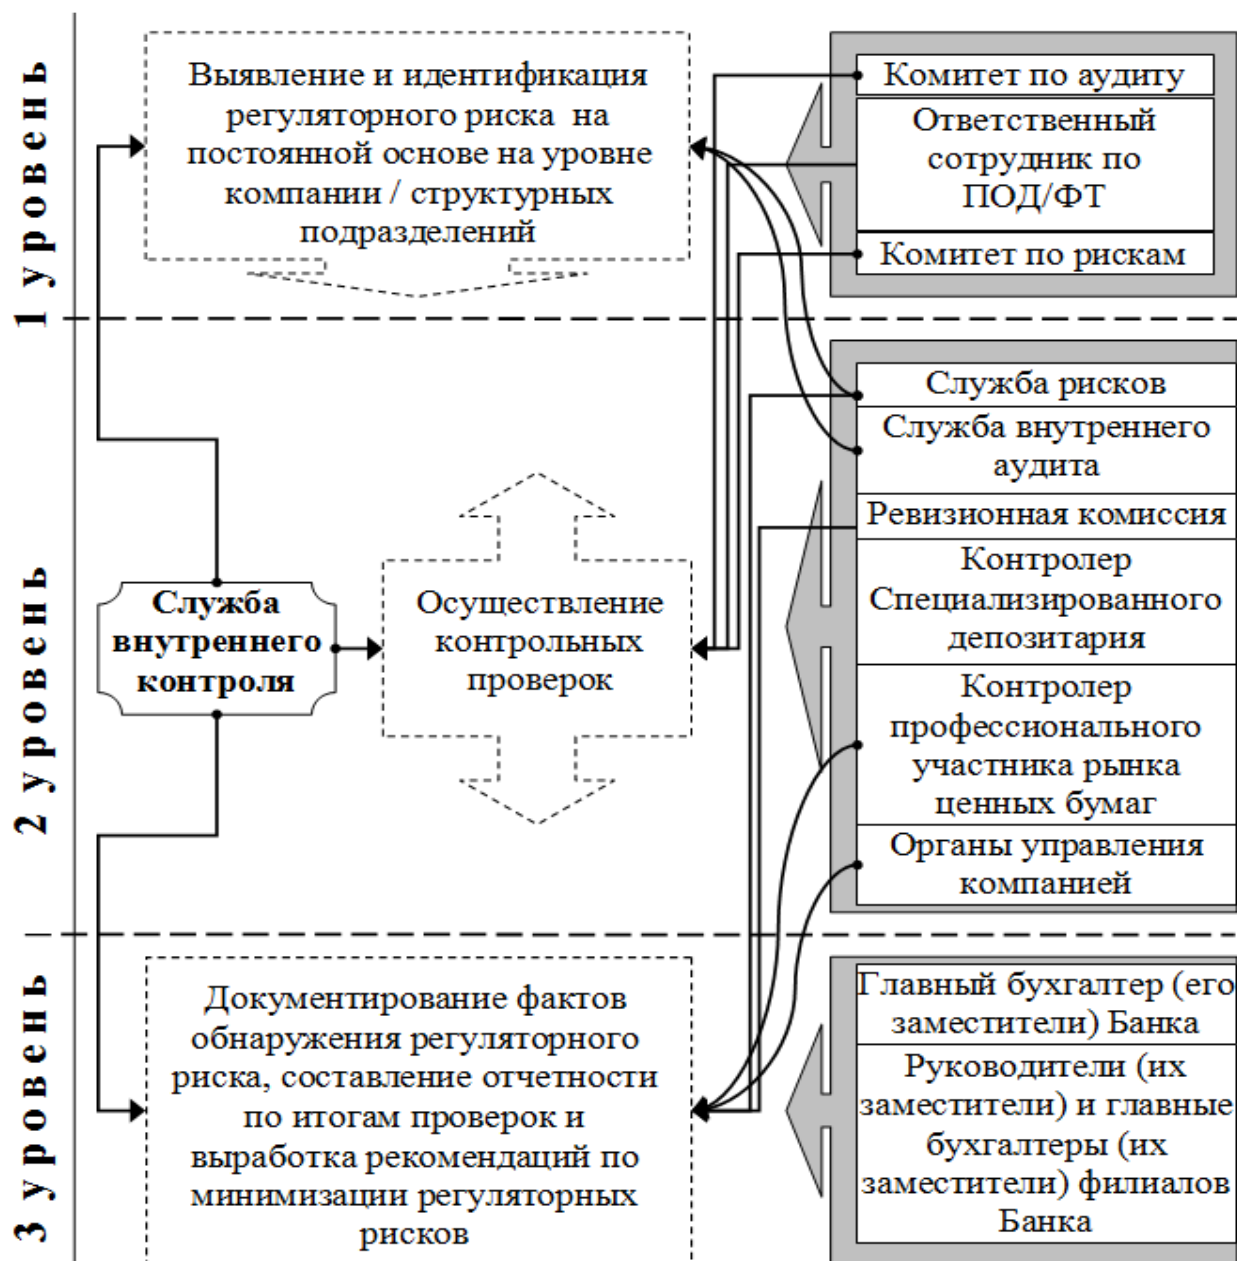 1 уровень
Выявление и идентификация
регуляторного риска на
постоянной основе на уровне
компании / структурных
подразделений
Комитет по аудиту
Ответственный
сотрудник по
ПОД/ФТ
Комитет по рискам
2 уровень
Служба
внутреннего
контроля
Осуществление
контрольных
проверок
Служба рисков
Служба внутреннего
аудита
Ревизионная комиссия
Контролер
Специализированного
депозитария
Контролер
профессионального
участника рынка
ценных бумаг
Органы управления
компанией
3 уровень
Документирование фактов
обнаружения регуляторного
риска, составление отчетности
по итогам проверок и
выработка рекомендаций по
минимизации регуляторных
рисков
Главный бухгалтер (его
заместители) Банка
Руководители (их
заместители) и главные
бухгалтеры (их
заместители) филиалов
Банка